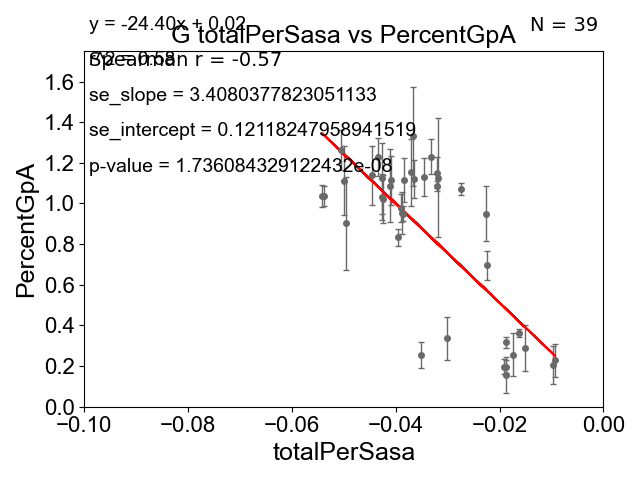 y = -24.40x + 0.02
N = 39
G totalPerSasa vs PercentGpA
Spearman r = -0.57
se_slope = 3.4080377823051133
se_intercept = 0.12118247958941519
p-value = 1.736084329122432e-08
PercentGpA
1.6
1.4
1.2
1.0
0.8
0.6
0.4
0.2
0.0
−0.10 −0.08 −0.06 −0.04 −0.02 0.00
totalPerSasa